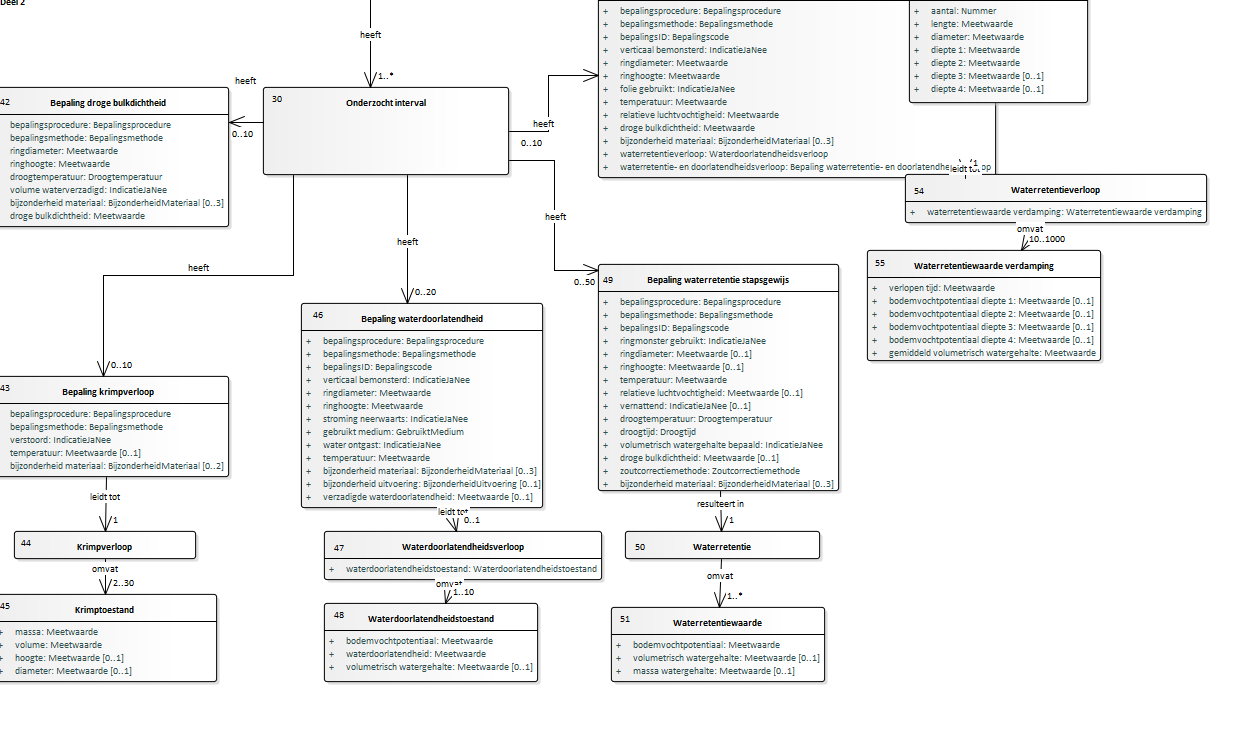 Deel 2
heeft
1..*
30
Onderzocht interval
heeft
0..10
42
Bepaling droge bulkdichtheid
bepalingsprocedure: Bepalingsprocedure
bepalingsmethode: Bepalingsmethode
ringdiameter: Meetwaarde
ringhoogte: Meetwaarde
droogtemperatuur: Droogtemperatuur
volume waterverzadigd: IndicatieJaNee
bijzonderheid materiaal: BijzonderheidMateriaal [0..3]
droge bulkdichtheid: Meetwaarde
heeft
0..10
+ bepalingsprocedure: Bepalingsprocedure
+ bepalingsmethode: Bepalingsmethode
+ bepalingsID: Bepalingscode
+ verticaal bemonsterd: IndicatieJaNee
+ ringdiameter: Meetwaarde
+ ringhoogte: Meetwaarde
+ folie gebruikt: IndicatieJaNee
+ temperatuur: Meetwaarde
+ relatieve luchtvochtigheid: Meetwaarde
+ droge bulkdichtheid: Meetwaarde
+ bijzonderheid materiaal: BijzonderheidMateriaal [0..3]
+ waterretentieverloop: Waterdoorlatendheidsverloop
+ waterretentie- en doorlatendheidsverloop: Bepaling waterretentie- en
+ aantal: Nummer
+ lengte: Meetwaarde
+ diameter: Meetwaarde
+ diepte 1: Meetwaarde
+ diepte 2: Meetwaarde
+ diepte 3: Meetwaarde [0..1]
+ diepte 4: Meetwaarde [0..1]
leidt tot
1
54
Waterretentieverloop
+ waterretentiewaarde verdamping: Waterretentiewaarde verdamping
omvat
10..1000
55
Waterretentiewaarde verdamping
+ verlopen tijd: Meetwaarde
+ bodemvochtpotentiaal diepte 1: Meetwaarde [0..1]
+ bodemvochtpotentiaal diepte 2: Meetwaarde [0..1]
+ bodemvochtpotentiaal diepte 3: Meetwaarde [0..1]
+ bodemvochtpotentiaal diepte 4: Meetwaarde [0..1]
+ gemiddeld volumetrisch watergehalte: Meetwaarde
heeft
0..10
43
Bepaling krimpverloop
bepalingsprocedure: Bepalingsprocedure
bepalingsmethode: Bepalingsmethode
verstoord: IndicatieJaNee
temperatuur: Meetwaarde [0..1]
bijzonderheid materiaal: BijzonderheidMateriaal [0..2]
leidt tot
1
44
Krimpverloop
omvat
2..30
45
Krimptoestand
+ massa: Meetwaarde
+ volume: Meetwaarde
+ hoogte: Meetwaarde [0..1]
+ diameter: Meetwaarde [0..1]
heeft
0..20
46
Bepaling waterdoorlatendheid
+ bepalingsprocedure: Bepalingsprocedure
+ bepalingsmethode: Bepalingsmethode
+ bepalingsID: Bepalingscode
+ verticaal bemonsterd: IndicatieJaNee
+ ringdiameter: Meetwaarde
+ ringhoogte: Meetwaarde
+ stroming neerwaarts: IndicatieJaNee
+ gebruikt medium: GebruiktMedium
+ water ontgast: IndicatieJaNee
+ temperatuur: Meetwaarde
+ bijzonderheid materiaal: BijzonderheidMateriaal [0..3]
+ bijzonderheid uitvoering: BijzonderheidUitvoering [0..1]
+ verzadigde waterdoorlatendheid: Meetwaarde [0..1]
leidt tot
0..1
47
Waterdoorlatendheidsverloop
+ waterdoorlatendheidstoestand: Waterdoorlatendheidstoestand
omvat
1..10
48
Waterdoorlatendheidstoestand
+ bodemvochtpotentiaal: Meetwaarde
+ waterdoorlatendheid: Meetwaarde
+ volumetrisch watergehalte: Meetwaarde [0..1]
heeft
0..50
49
Bepaling waterretentie stapsgewijs
+ bepalingsprocedure: Bepalingsprocedure
+ bepalingsmethode: Bepalingsmethode
+ bepalingsID: Bepalingscode
+ ringmonster gebruikt: IndicatieJaNee
+ ringdiameter: Meetwaarde [0..1]
+ ringhoogte: Meetwaarde [0..1]
+ temperatuur: Meetwaarde
+ relatieve luchtvochtigheid: Meetwaarde [0..1]
+ vernattend: IndicatieJaNee [0..1]
+ droogtemperatuur: Droogtemperatuur
+ droogtijd: Droogtijd
+ volumetrisch watergehalte bepaald: IndicatieJaNee
+ droge bulkdichtheid: Meetwaarde [0..1]
+ zoutcorrectiemethode: Zoutcorrectiemethode
+ bijzonderheid materiaal: BijzonderheidMateriaal [0..3]
resulteert in
1
50
Waterretentie
omvat
1..*
51
Waterretentiewaarde
+ bodemvochtpotentiaal: Meetwaarde
+ volumetrisch watergehalte: Meetwaarde [0..1]
+ massa watergehalte: Meetwaarde [0..1]